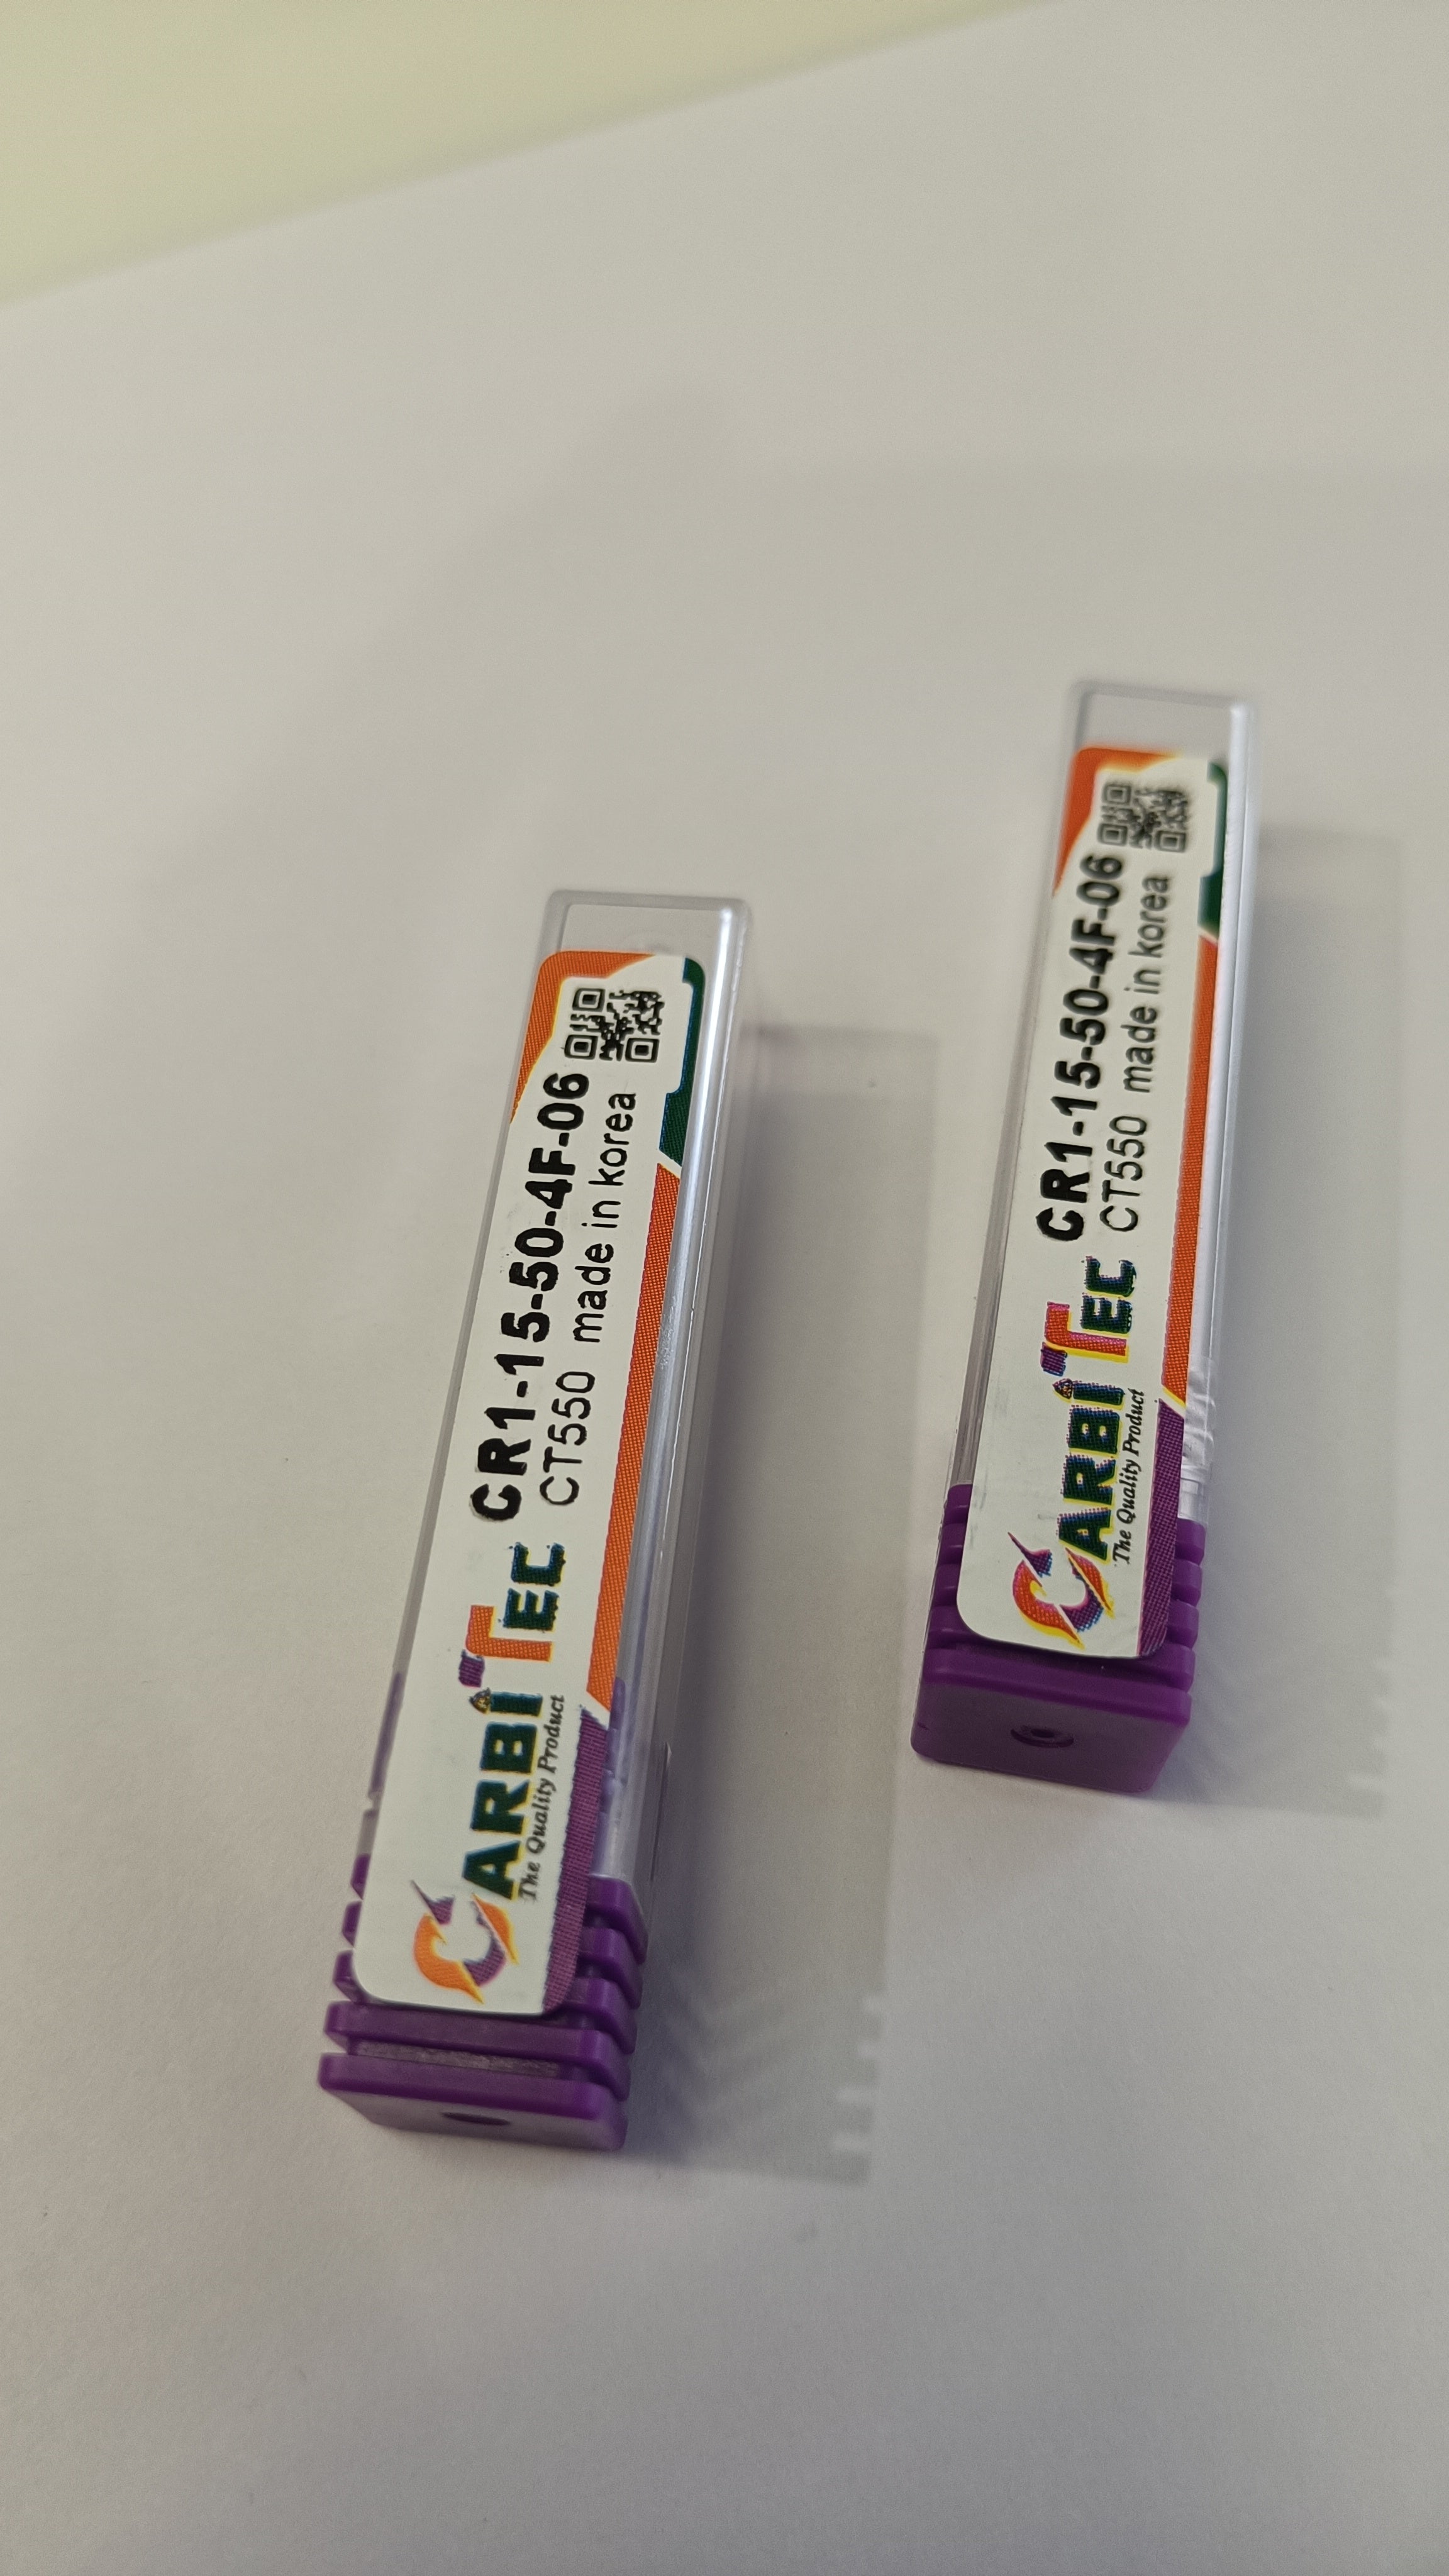 CARBiTEC
The Quality Product
CR1-15-50-4F-06
CT550 made in korea
CARBiTEC
The Quality Product
CR1-15-50-4F-06
CT550 made in korea